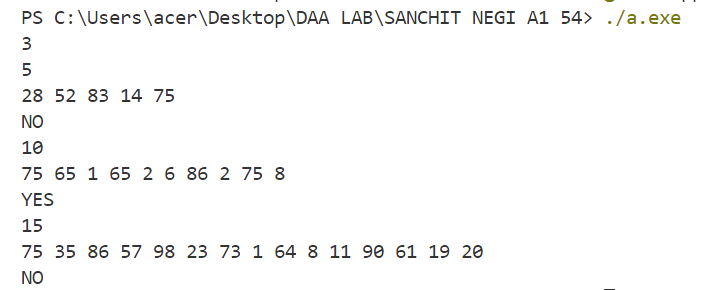 PS C:\Users\acer\Desktop\DAA LAB\SANCHIT NEGI A1 54> ./a.exe
3
5
28 52 83 14 75
NO
10
75 65 1 65 2 6 86 2 75 8
YES
15
75 35 86 57 98 23 73 1 64 8 11 90 61 19 20
NO